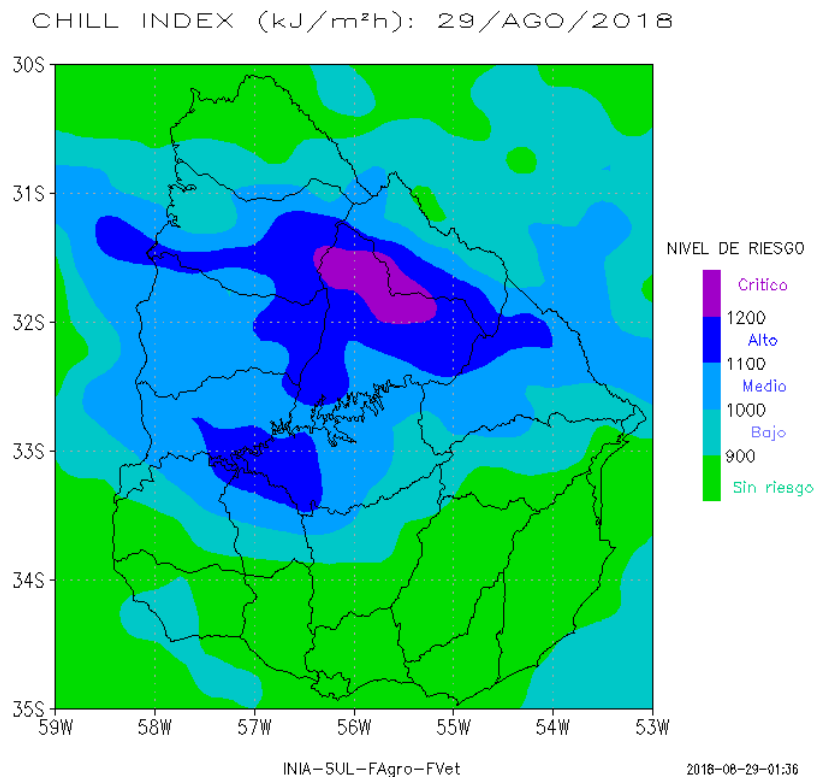 CHILL INDEX (kJ/m²h): 29/AGO/2018
30S
31S
32S
33S
34S
35S
59W
58W
57W
56W
55W
54W
53W
NIVEL DE RIESGO
Critico
1200
Alto
1100
Medio
1000
Bajo
900
Sin riesgo
INIA-SUL-FAgro-FVet
2018-08-29-01:36